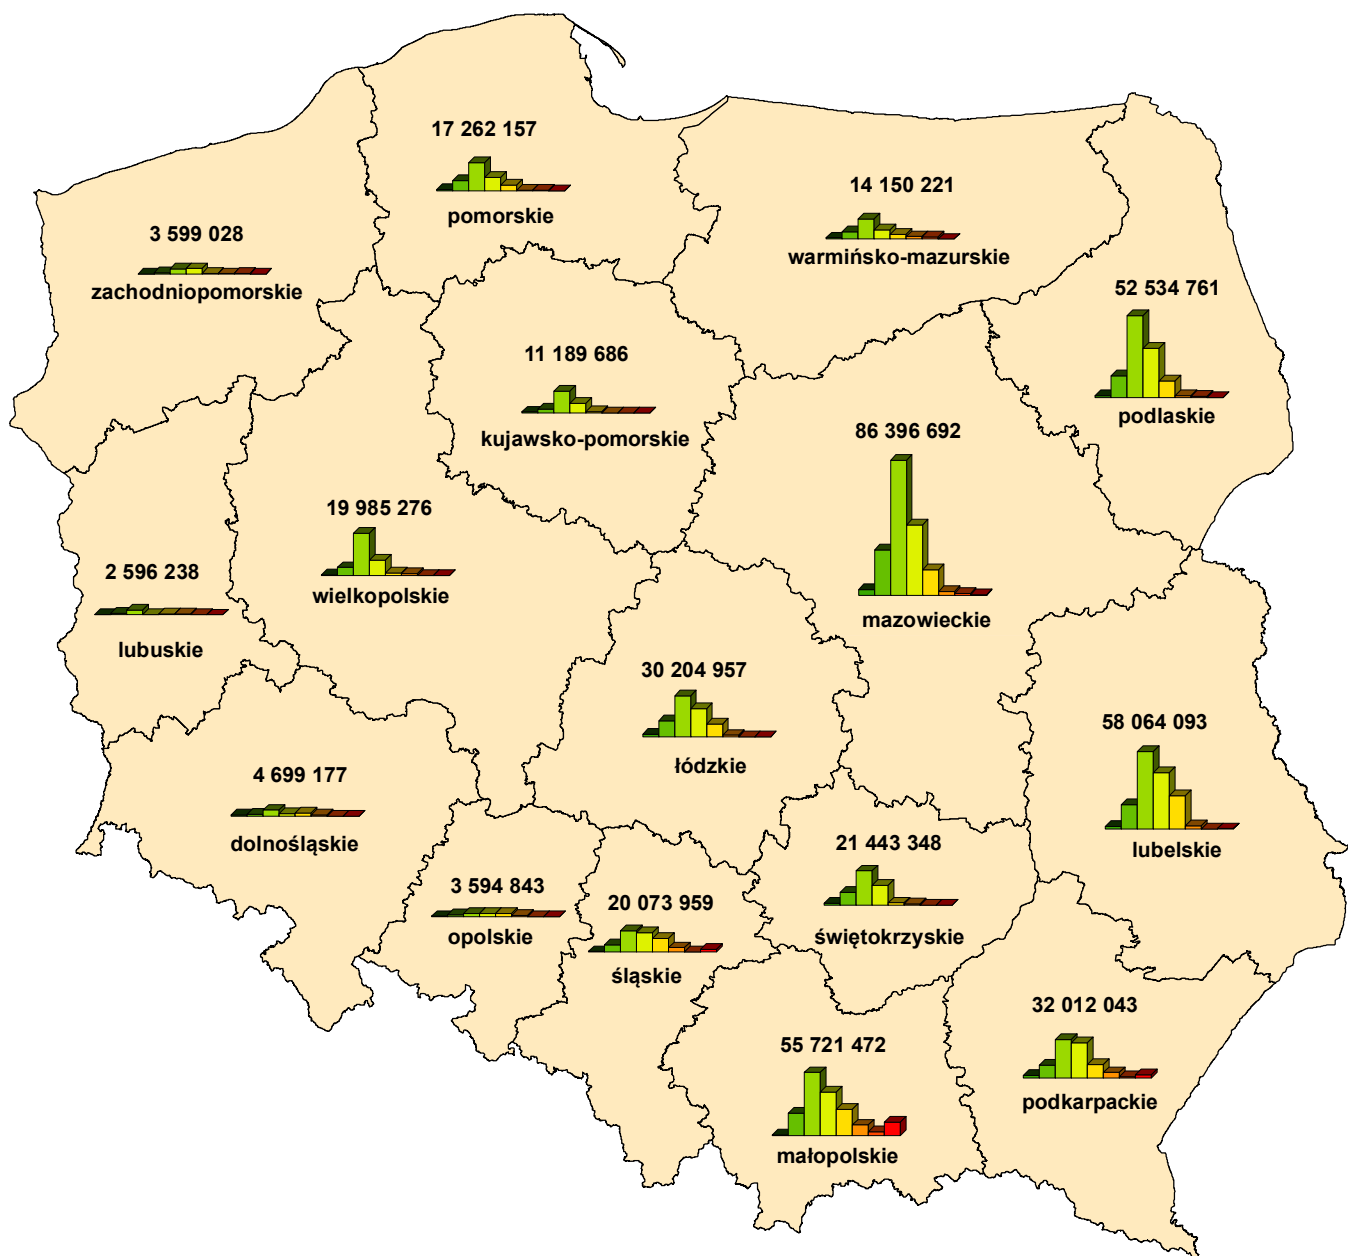 17 262 157
pomorskie
14 150 221
warmińsko-mazurskie
3 599 028
zachodniopomorskie
52 534 761
podlaskie
11 189 686
kujawsko-pomorskie
86 396 692
mazowieckie
19 985 276
wielkopolskie
2 596 238
lubuskie
30 204 957
łódzkie
58 064 093
lubelskie
4 699 177
dolnośląskie
21 443 348
świętokrzyskie
3 594 843
opolskie
20 073 959
śląskie
32 012 043
podkarpackie
55 721 472
małopolskie